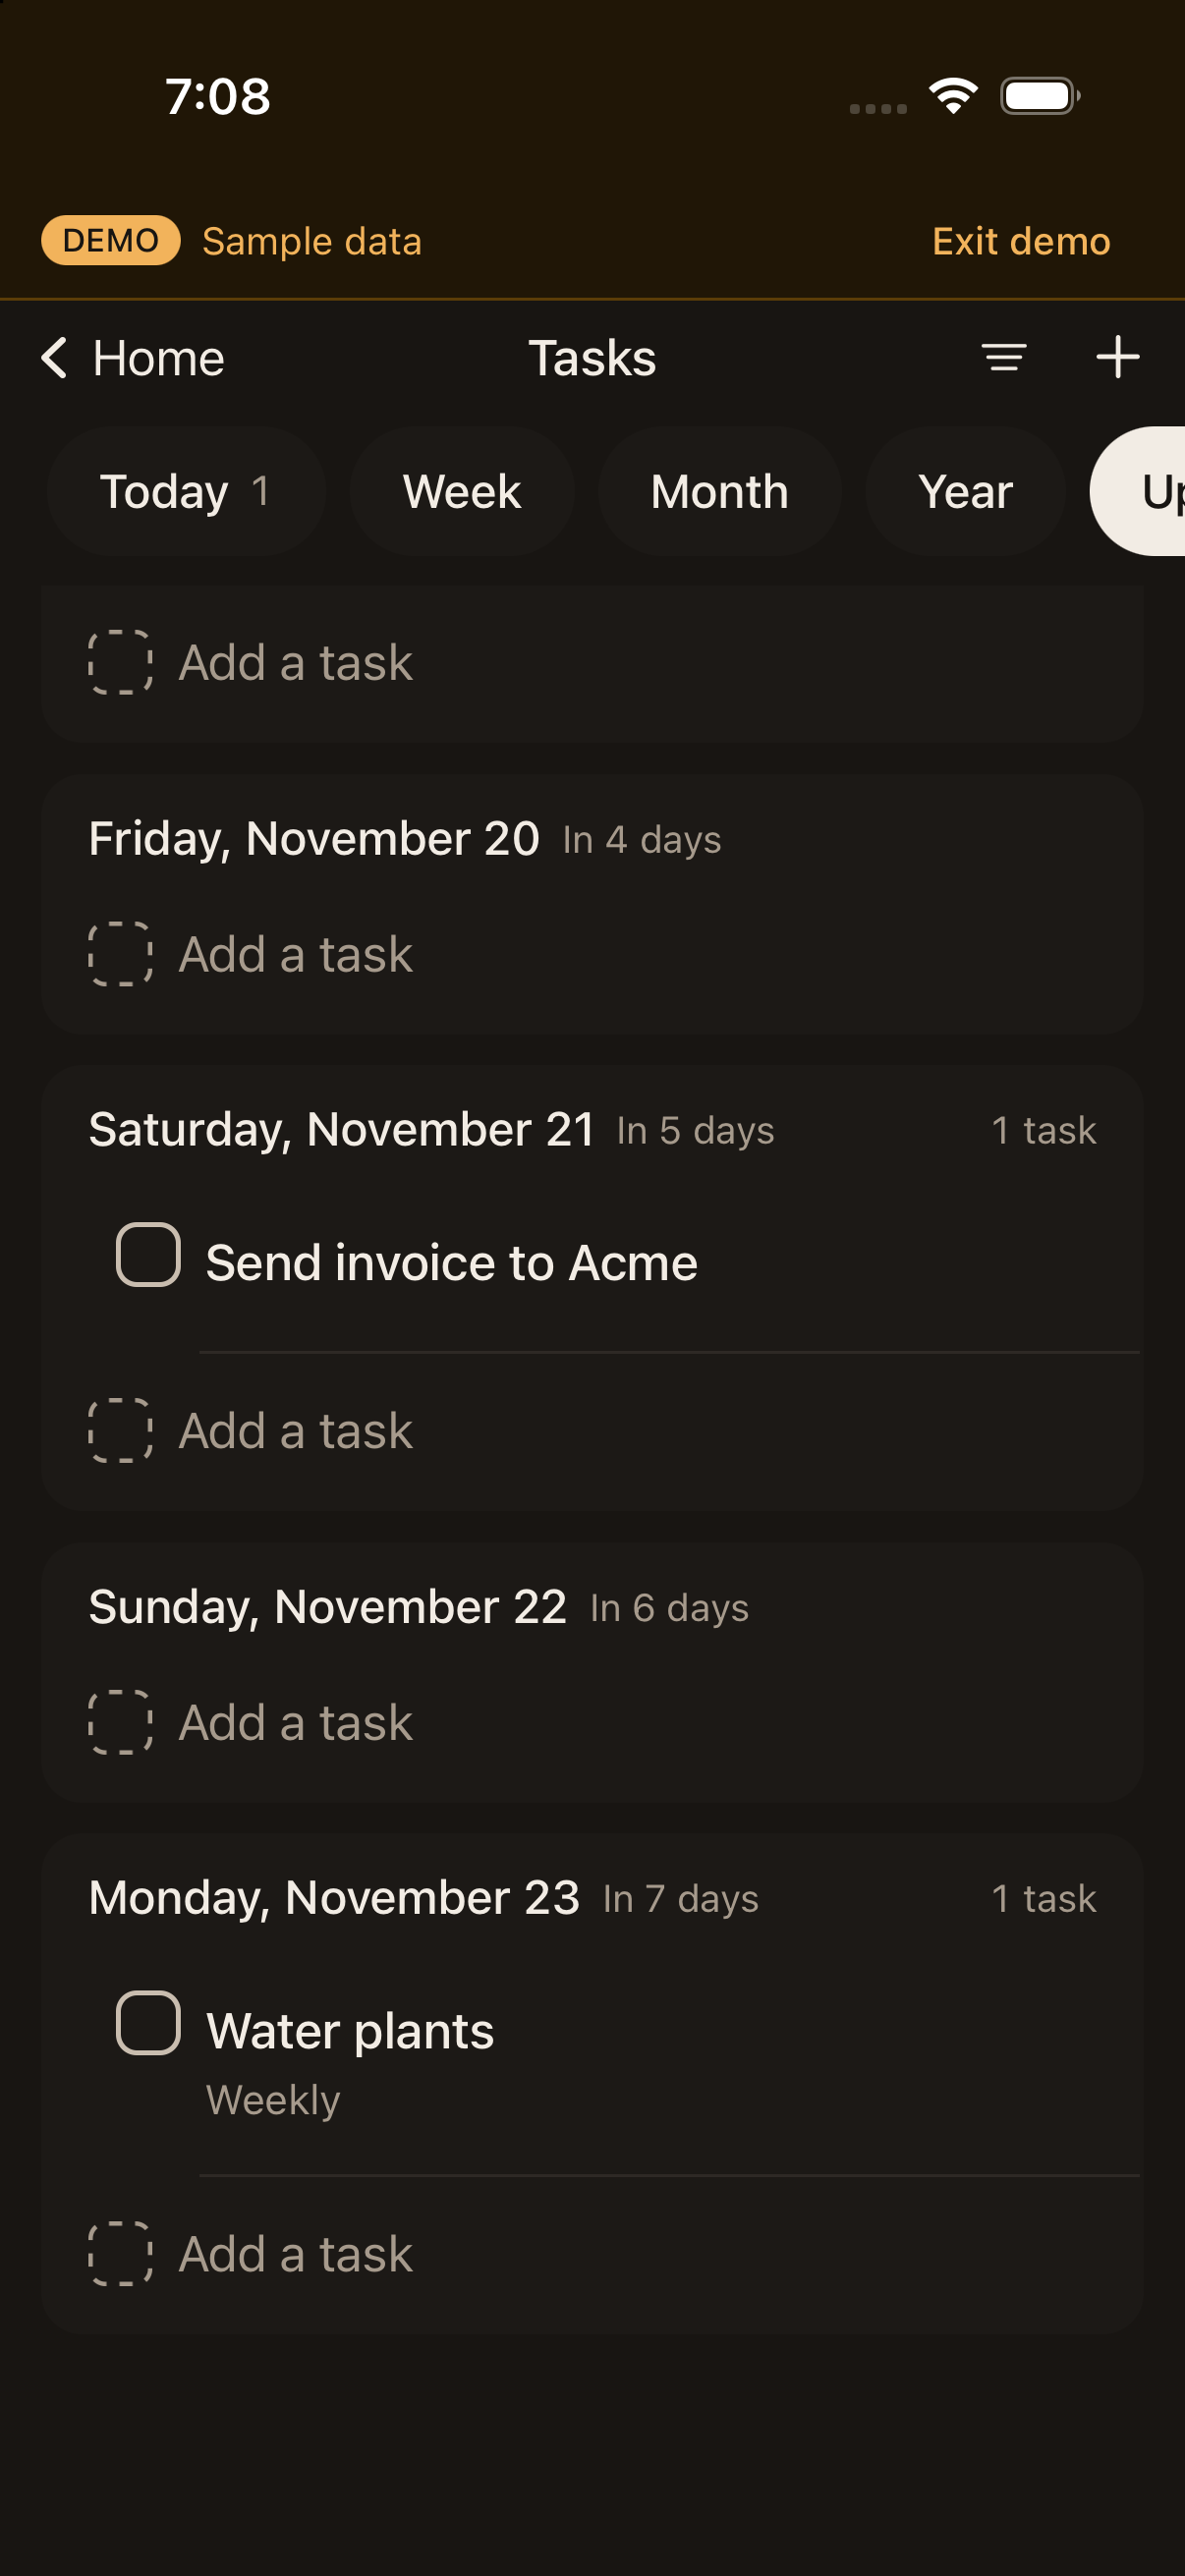 7:08
DEMO Sample data Exit demo
Home Tasks
Today 1 Week Month Year Up
Add a task
Friday, November 20 In 4 days
Add a task
Saturday, November 21 In 5 days 1 task
Send invoice to Acme
Add a task
Sunday, November 22 In 6 days
Add a task
Monday, November 23 In 7 days 1 task
Water plants
Weekly
Add a task